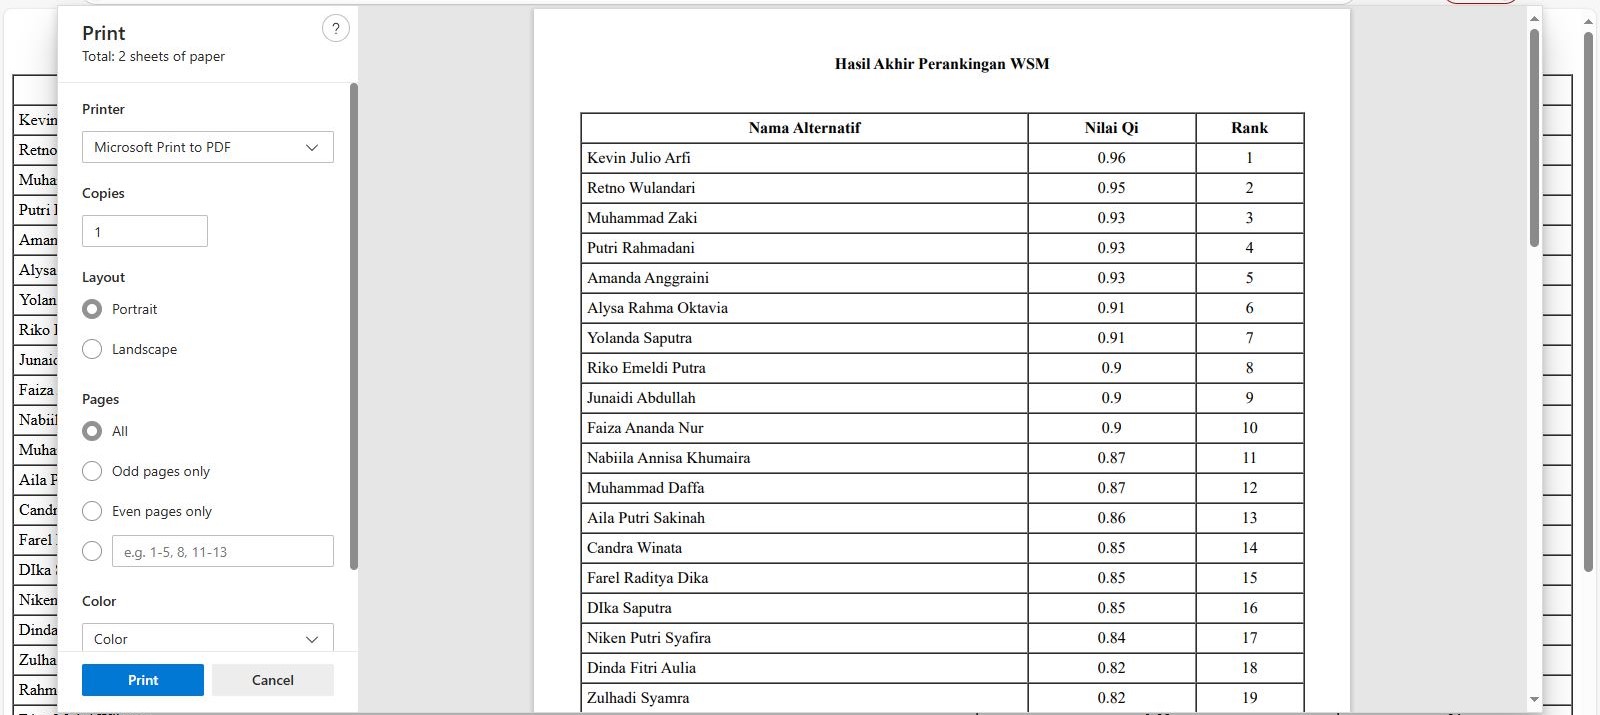 Print
?
Total: 2 sheets of paper
Printer
Microsoft Print to PDF
Copies
1
Layout
Portrait
Landscape
Pages
All
Odd pages only
Even pages only
e.g. 1-5, 8, 11-13
Color
Color
Print Cancel
Hasil Akhir Perankingan WSM
Nama Alternatif Nilai Qi Rank
Kevin Julio Arfi 0.96 1
Retno Wulandari 0.95 2
Muhammad Zaki 0.93 3
Putri Rahmadani 0.93 4
Amanda Anggraini 0.93 5
Alysa Rahma Oktavia 0.91 6
Yolanda Saputra 0.91 7
Riko Emeldi Putra 0.9 8
Junaidi Abdullah 0.9 9
Faiza Ananda Nur 0.9 10
Nabiila Annisa Khumaira 0.87 11
Muhammad Daffa 0.87 12
Aila Putri Sakinah 0.86 13
Candra Winata 0.85 14
Farel Raditya Dika 0.85 15
DIka Saputra 0.85 16
Niken Putri Syafira 0.84 17
Dinda Fitri Aulia 0.82 18
Zulhadi Syamra 0.82 19
Kevin
Retno
Muha
Putri
Aman
Alysa
Yolan
Riko
Junaid
Faiza
Nabiil
Muha
Aila P
Candr
Farel
DIka
Niken
Dinda
Zulha
Rahm